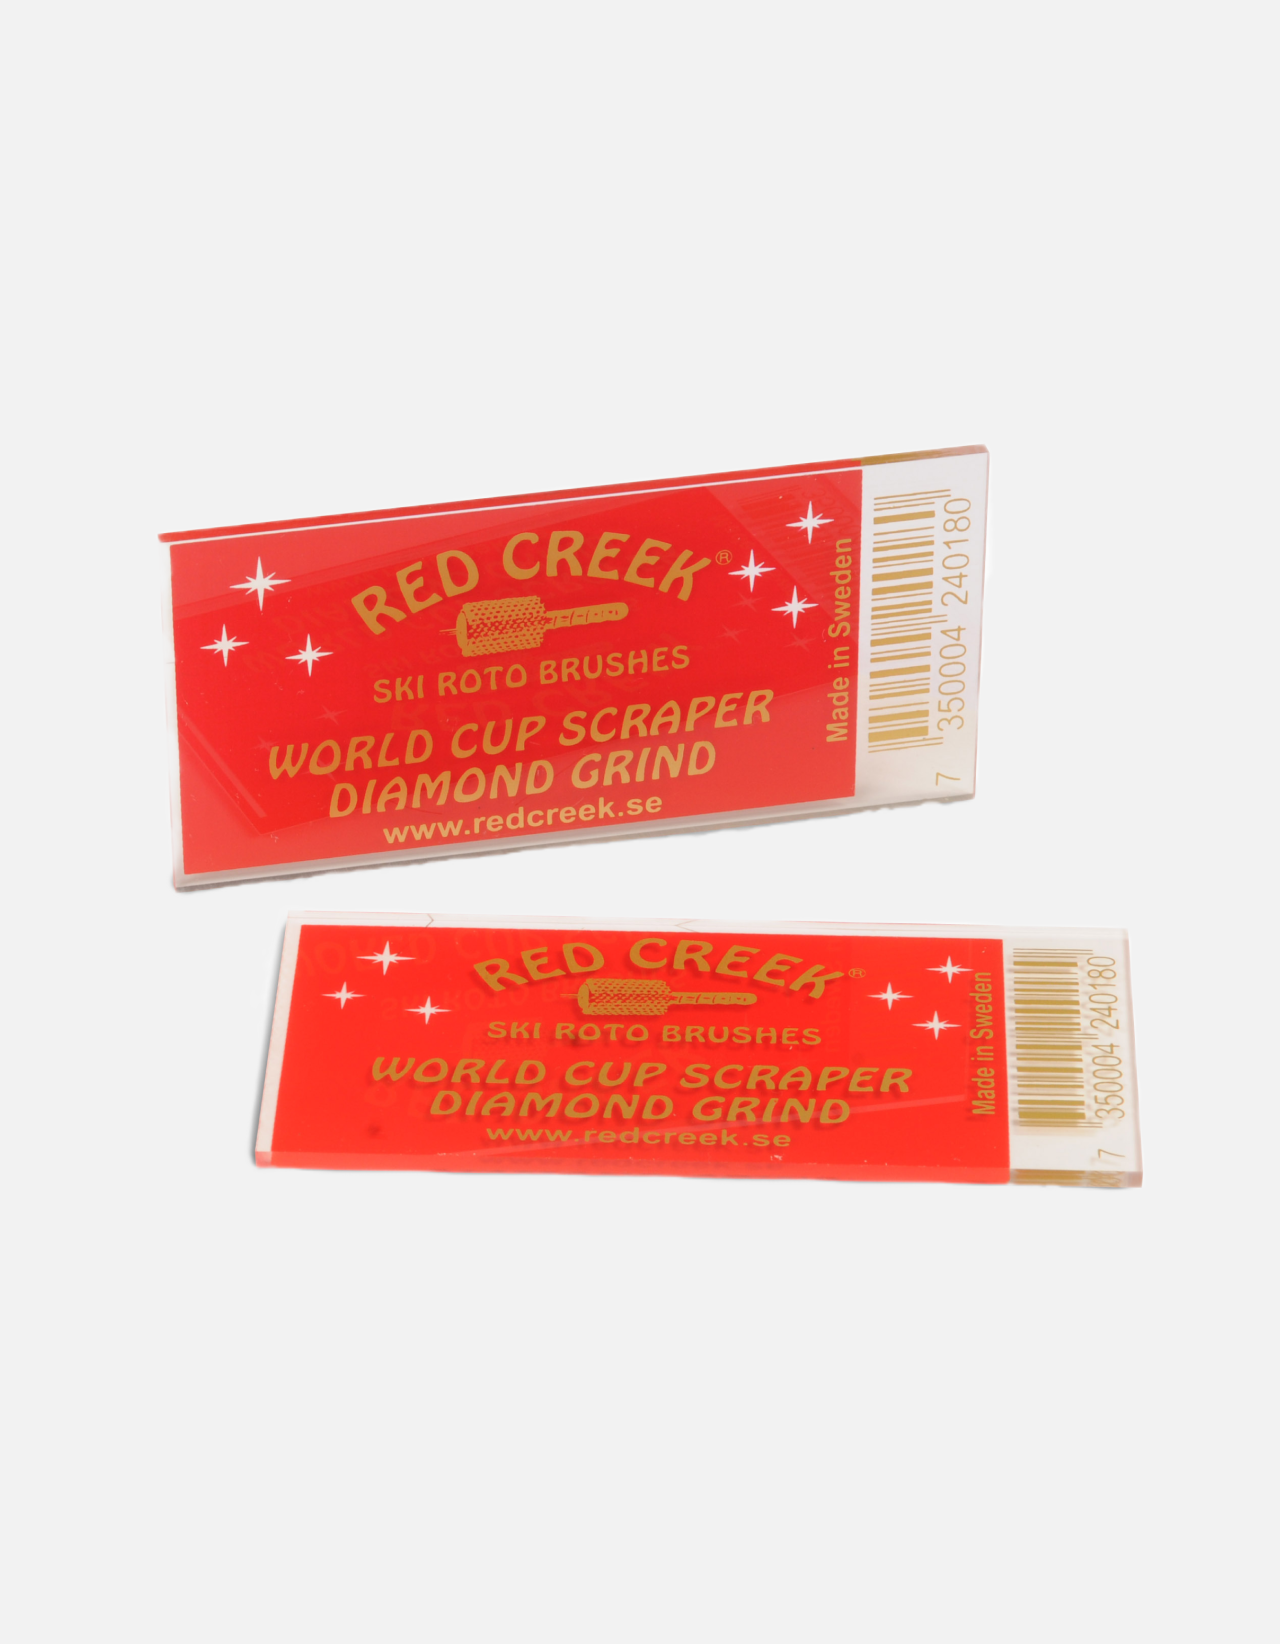 RED CREEK®
SKI ROTO BRUSHES
WORLD CUP SCRAPER
DIAMOND GRIND
www.redcreek.se
Made in Sweden
7 350004 240180
RED CREEK®
SKI ROTO BRUSHES
WORLD CUP SCRAPER
DIAMOND GRIND
www.redcreek.se
Made in Sweden
7 350004 240180